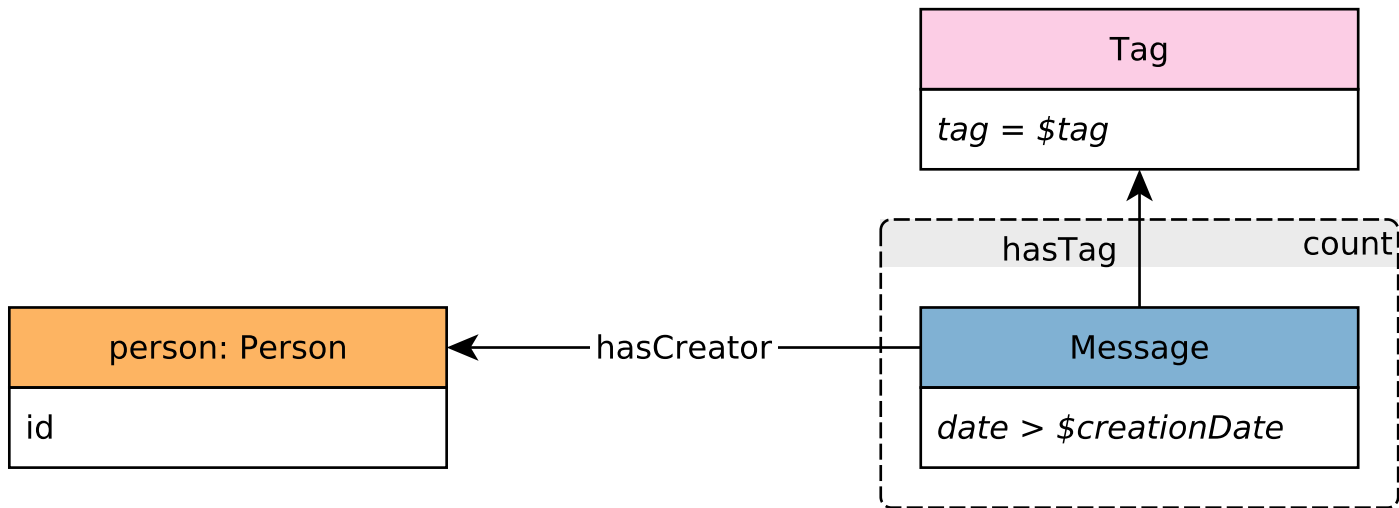 Tag
tag = $tag
hasTag
count
person: Person
hasCreator
Message
id
date > $creationDate